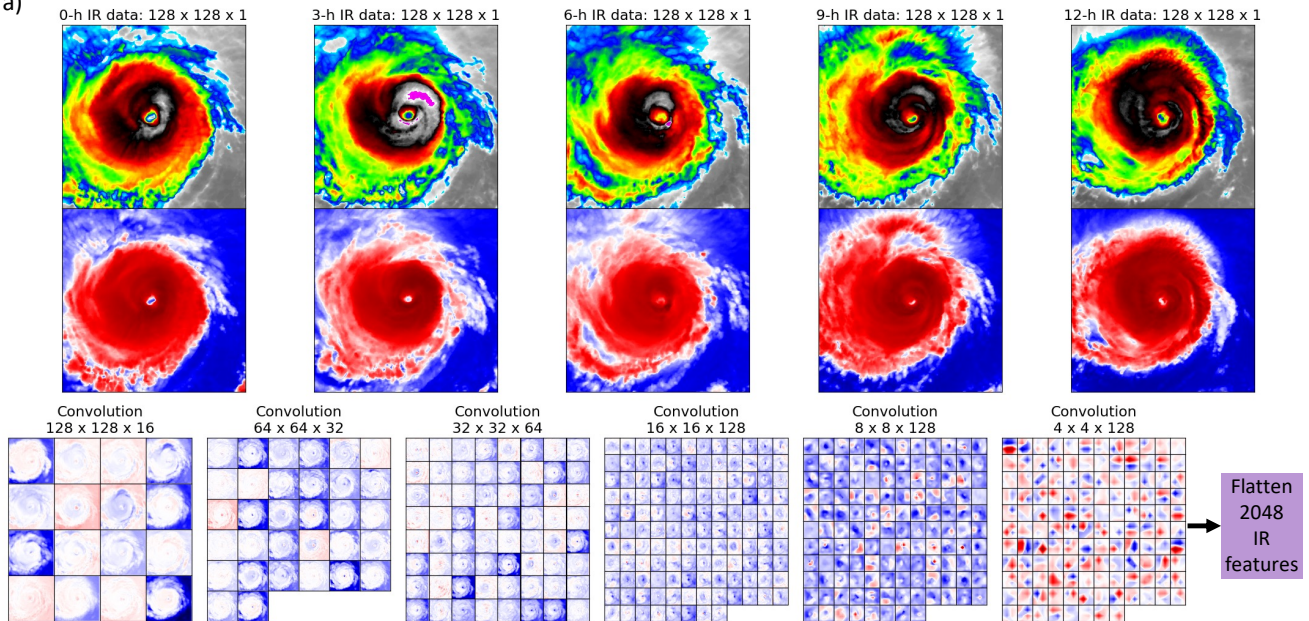 a)
0-h IR data: 128 x 128 x 1
3-h IR data: 128 x 128 x 1
6-h IR data: 128 x 128 x 1
9-h IR data: 128 x 128 x 1
12-h IR data: 128 x 128 x 1
Convolution
128 x 128 x 16
Convolution
64 x 64 x 32
Convolution
32 x 32 x 64
Convolution
16 x 16 x 128
Convolution
8 x 8 x 128
Convolution
4 x 4 x 128
Flatten
2048
IR
features